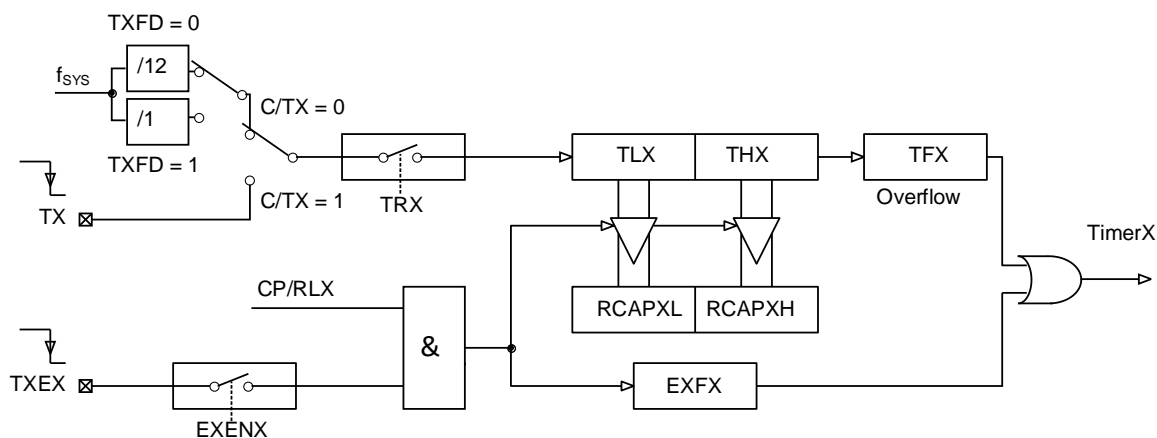 TXFD = 0
/12
fSYS
C/TX = 0
/1
TXFD = 1
TX
C/TX = 1
TRX
TLX
THX
TFX
Overflow
TimerX
CP/RLX
&
RCAPXL
RCAPXH
TXEX
EXENX
EXFX